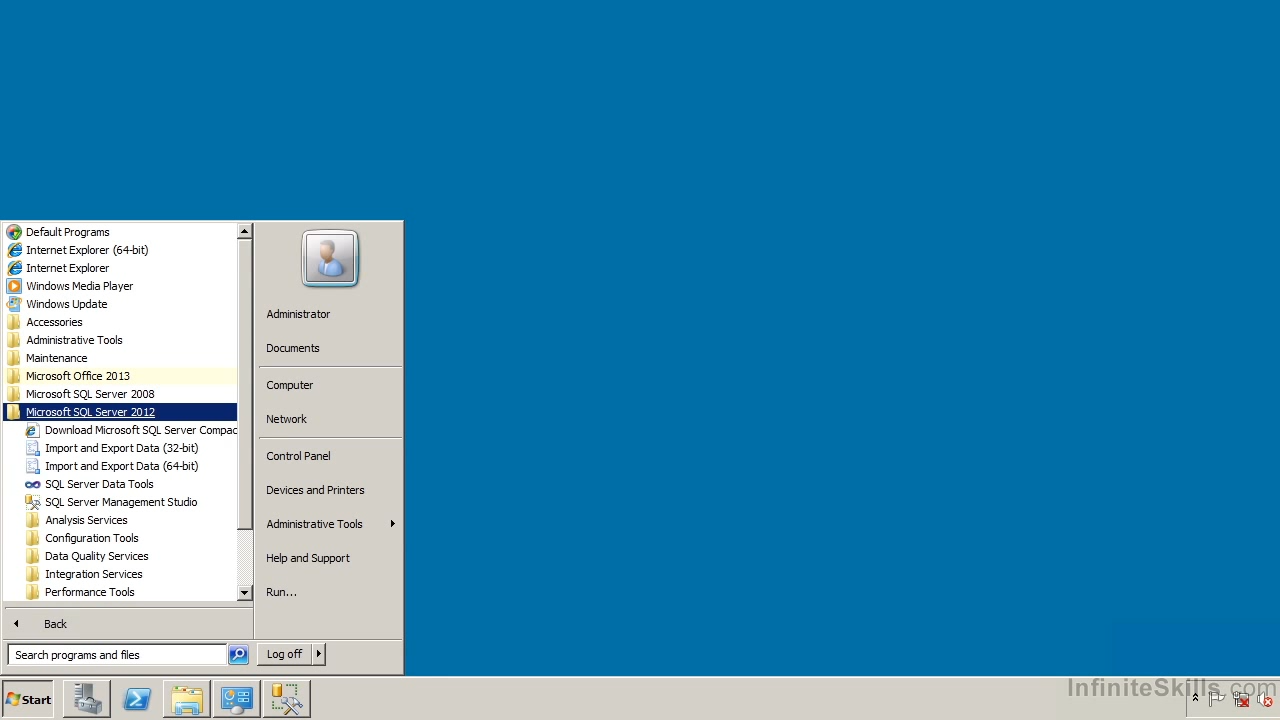 Default Programs
Internet Explorer (64-bit)
Internet Explorer
Windows Media Player
Windows Update
Accessories
Administrative Tools
Maintenance
Microsoft Office 2013
Microsoft SQL Server 2008
Microsoft SQL Server 2012
Download Microsoft SQL Server Compac
Import and Export Data (32-bit)
Import and Export Data (64-bit)
SQL Server Data Tools
SQL Server Management Studio
Analysis Services
Configuration Tools
Data Quality Services
Integration Services
Performance Tools
Back
Search programs and files
Administrator
Documents
Computer
Network
Control Panel
Devices and Printers
Administrative Tools
Help and Support
Run...
Log off
Start
InfiniteSkills.com